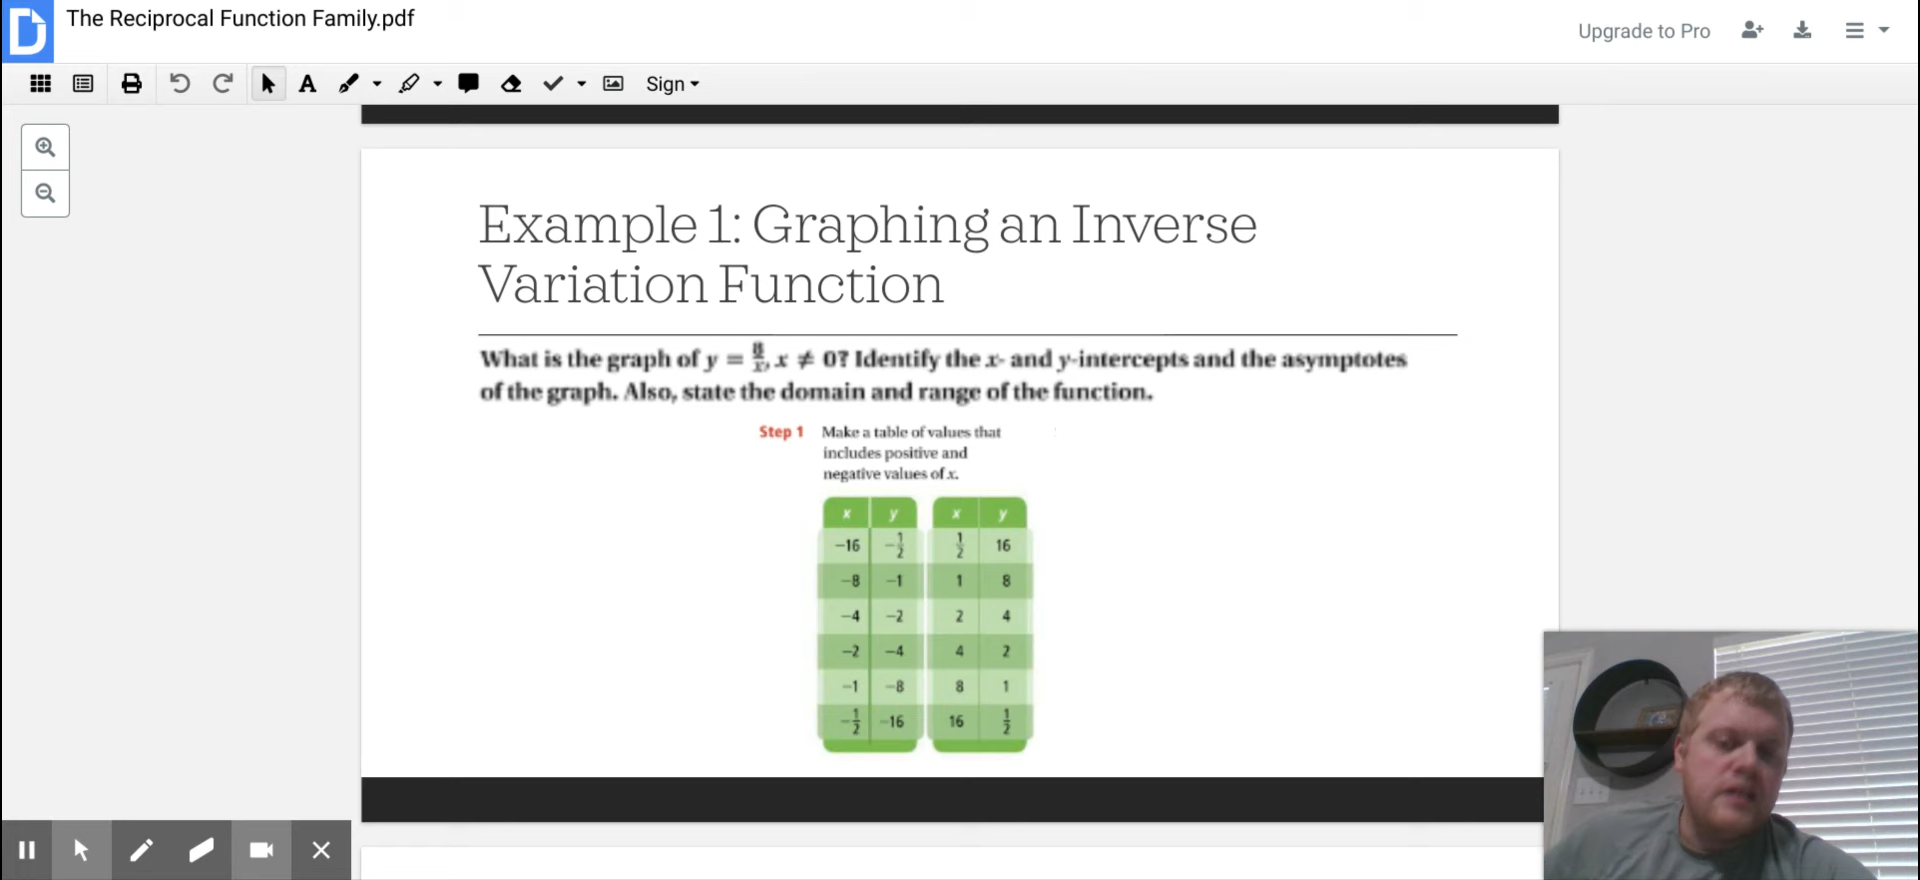 The Reciprocal Function Family.pdf
Upgrade to Pro
A
Sign
Example 1: Graphing an Inverse
Variation Function
What is the graph of y = 8/x, x ≠ 0? Identify the x- and y-intercepts and the asymptotes
of the graph. Also, state the domain and range of the function.
Step 1 Make a table of values that
includes positive and
negative values of x.
x y x y
−16 −1/2 1/2 16
−8 −1 1 8
−4 −2 2 4
−2 −4 4 2
−1 −8 8 1
−1/2 −16 16 1/2